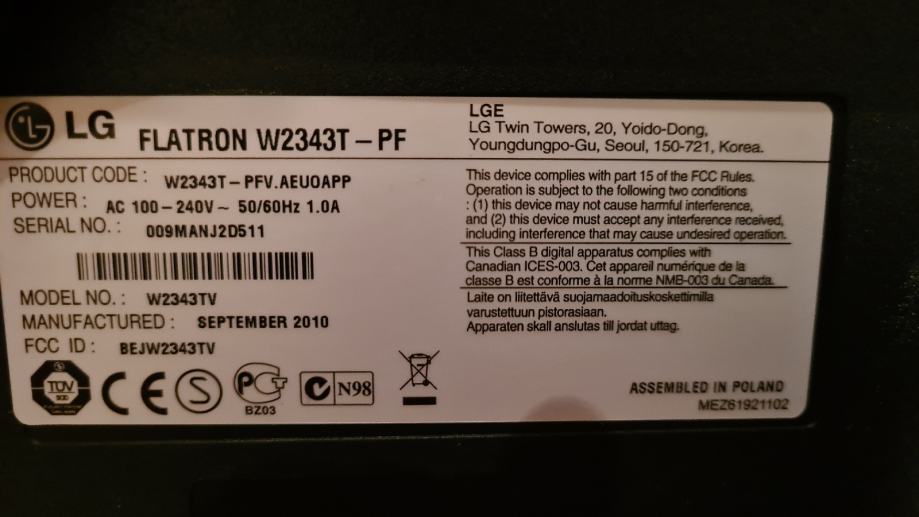 LG FLATRON W2343T-PF
PRODUCT CODE : W2343T-PFV.AEUOAPP
POWER : AC 100-240V~ 50/60Hz 1.0A
SERIAL NO. : 009MANJ2D511
MODEL NO. : W2343TV
MANUFACTURED : SEPTEMBER 2010
FCC ID : BEJW2343TV
TÜV
CE S PCT N98
BZ03
LGE
LG Twin Towers, 20, Yoido-Dong,
Youngdungpo-Gu, Seoul, 150-721, Korea.
This device complies with part 15 of the FCC Rules.
Operation is subject to the following two conditions
: (1) this device may not cause harmful interference,
and (2) this device must accept any interference received,
including interference that may cause undesired operation.
This Class B digital apparatus complies with
Canadian ICES-003. Cet appareil numérique de la
classe B est conforme à la norme NMB-003 du Canada.
Laite on liitettävä suojamaadoituskoskettimilla
varustettuun pistorasiaan.
Apparaten skall anslutas till jordat uttag.
ASSEMBLED IN POLAND
MEZ61921102